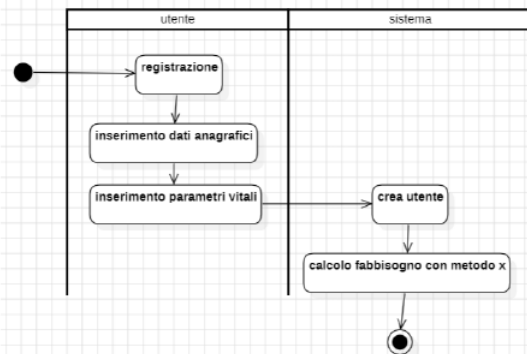 utente
sistema
registrazione
inserimento dati anagrafici
inserimento parametri vitali
crea utente
calcolo fabbisogno con metodo x